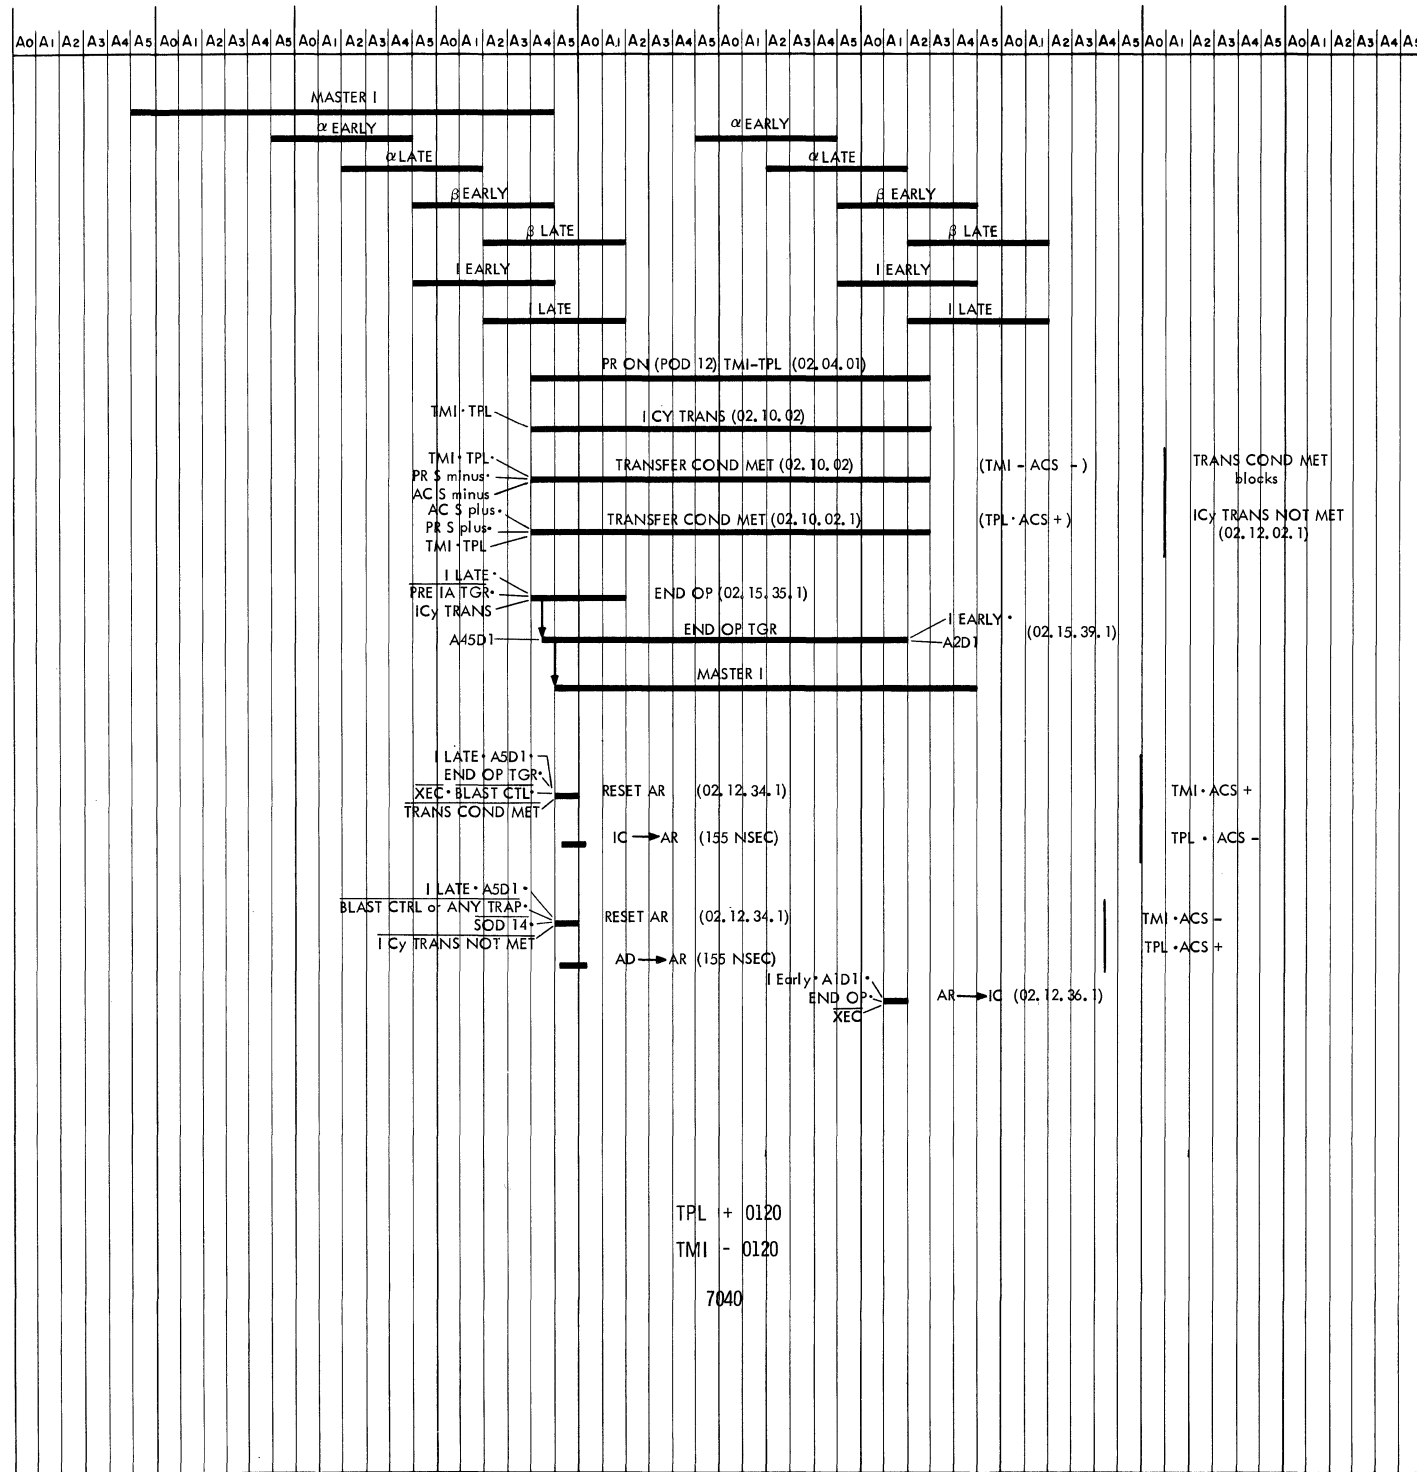 A0 A1 A2 A3 A4 A5 A0 A1 A2 A3 A4 A5 A0 A1 A2 A3 A4 A5 A0 A1 A2 A3 A4 A5 A0 A1 A2 A3 A4 A5 A0 A1 A2 A3 A4 A5 A0 A1 A2 A3 A4 A5 A0 A1 A2 A3 A4 A5 A0 A1 A2 A3 A4 A5 A0 A1 A2 A3 A4 A5
MASTER I
α EARLY α EARLY
α LATE α LATE
β EARLY β EARLY
β LATE β LATE
I EARLY I EARLY
I LATE I LATE
PR ON (POD 12) TMI-TPL (02.04.01)
TMI·TPL I CY TRANS (02.10.02)
TMI·TPL·
PR S minus·
AC S minus
TRANSFER COND MET (02.10.02) (TMI - ACS -)
TRANS COND MET
blocks
AC S plus·
PR S plus·
TMI·TPL
TRANSFER COND MET (02.10.02.1) (TPL·ACS +)
ICy TRANS NOT MET
(02.12.02.1)
I LATE·
PRE IA TGR·
ICy TRANS
END OP (02.15.35.1)
A45D1 END OP TGR
I EARLY·
A2D1
(02.15.39.1)
MASTER I
I LATE·A5D1·
END OP TGR·
XEC·BLAST CTL·
TRANS COND MET
RESET AR (02.12.34.1) TMI·ACS +
IC → AR (155 NSEC) TPL · ACS -
I LATE·A5D1·
BLAST CTRL or ANY TRAP·
SOD 14·
I Cy TRANS NOT MET
RESET AR (02.12.34.1) TMI·ACS -
TPL·ACS +
AD → AR (155 NSEC)
I Early·A1D1·
END OP·
XEC
AR → IC (02.12.36.1)
TPL + 0120
TMI - 0120
7040